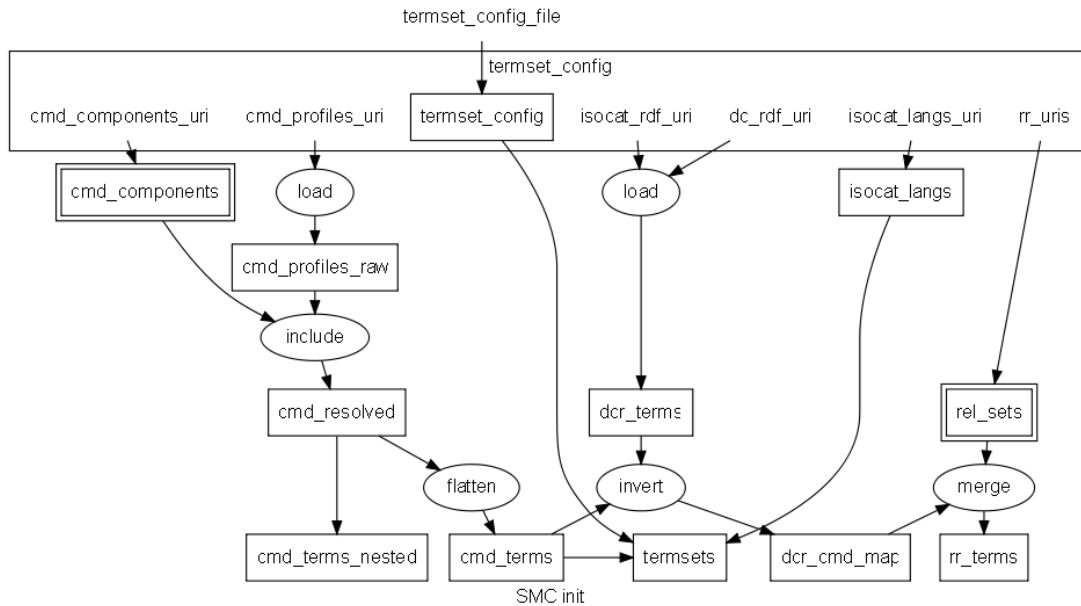 termset_config_file
termset_config
cmd_components_uri
cmd_profiles_uri
termset_config
isocat_rdf_uri
dc_rdf_uri
isocat_langs_uri
rr_uris
cmd_components
load
load
isocat_langs
cmd_profiles_raw
include
cmd_resolved
dcr_terms
rel_sets
flatten
invert
merge
cmd_terms_nested
cmd_terms
termsets
dcr_cmd_map
rr_terms
SMC init